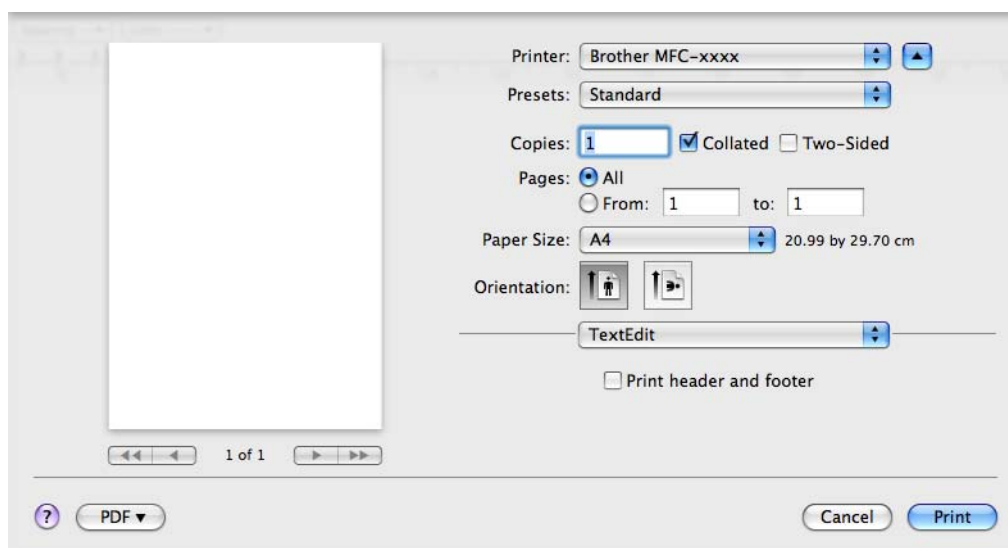 Printer: Brother MFC-xxxx
Presets: Standard
Copies: 1 Collated Two-Sided
Pages: All
From: 1 to: 1
Paper Size: A4 20.99 by 29.70 cm
Orientation:
TextEdit
Print header and footer
1 of 1
? PDF Cancel Print